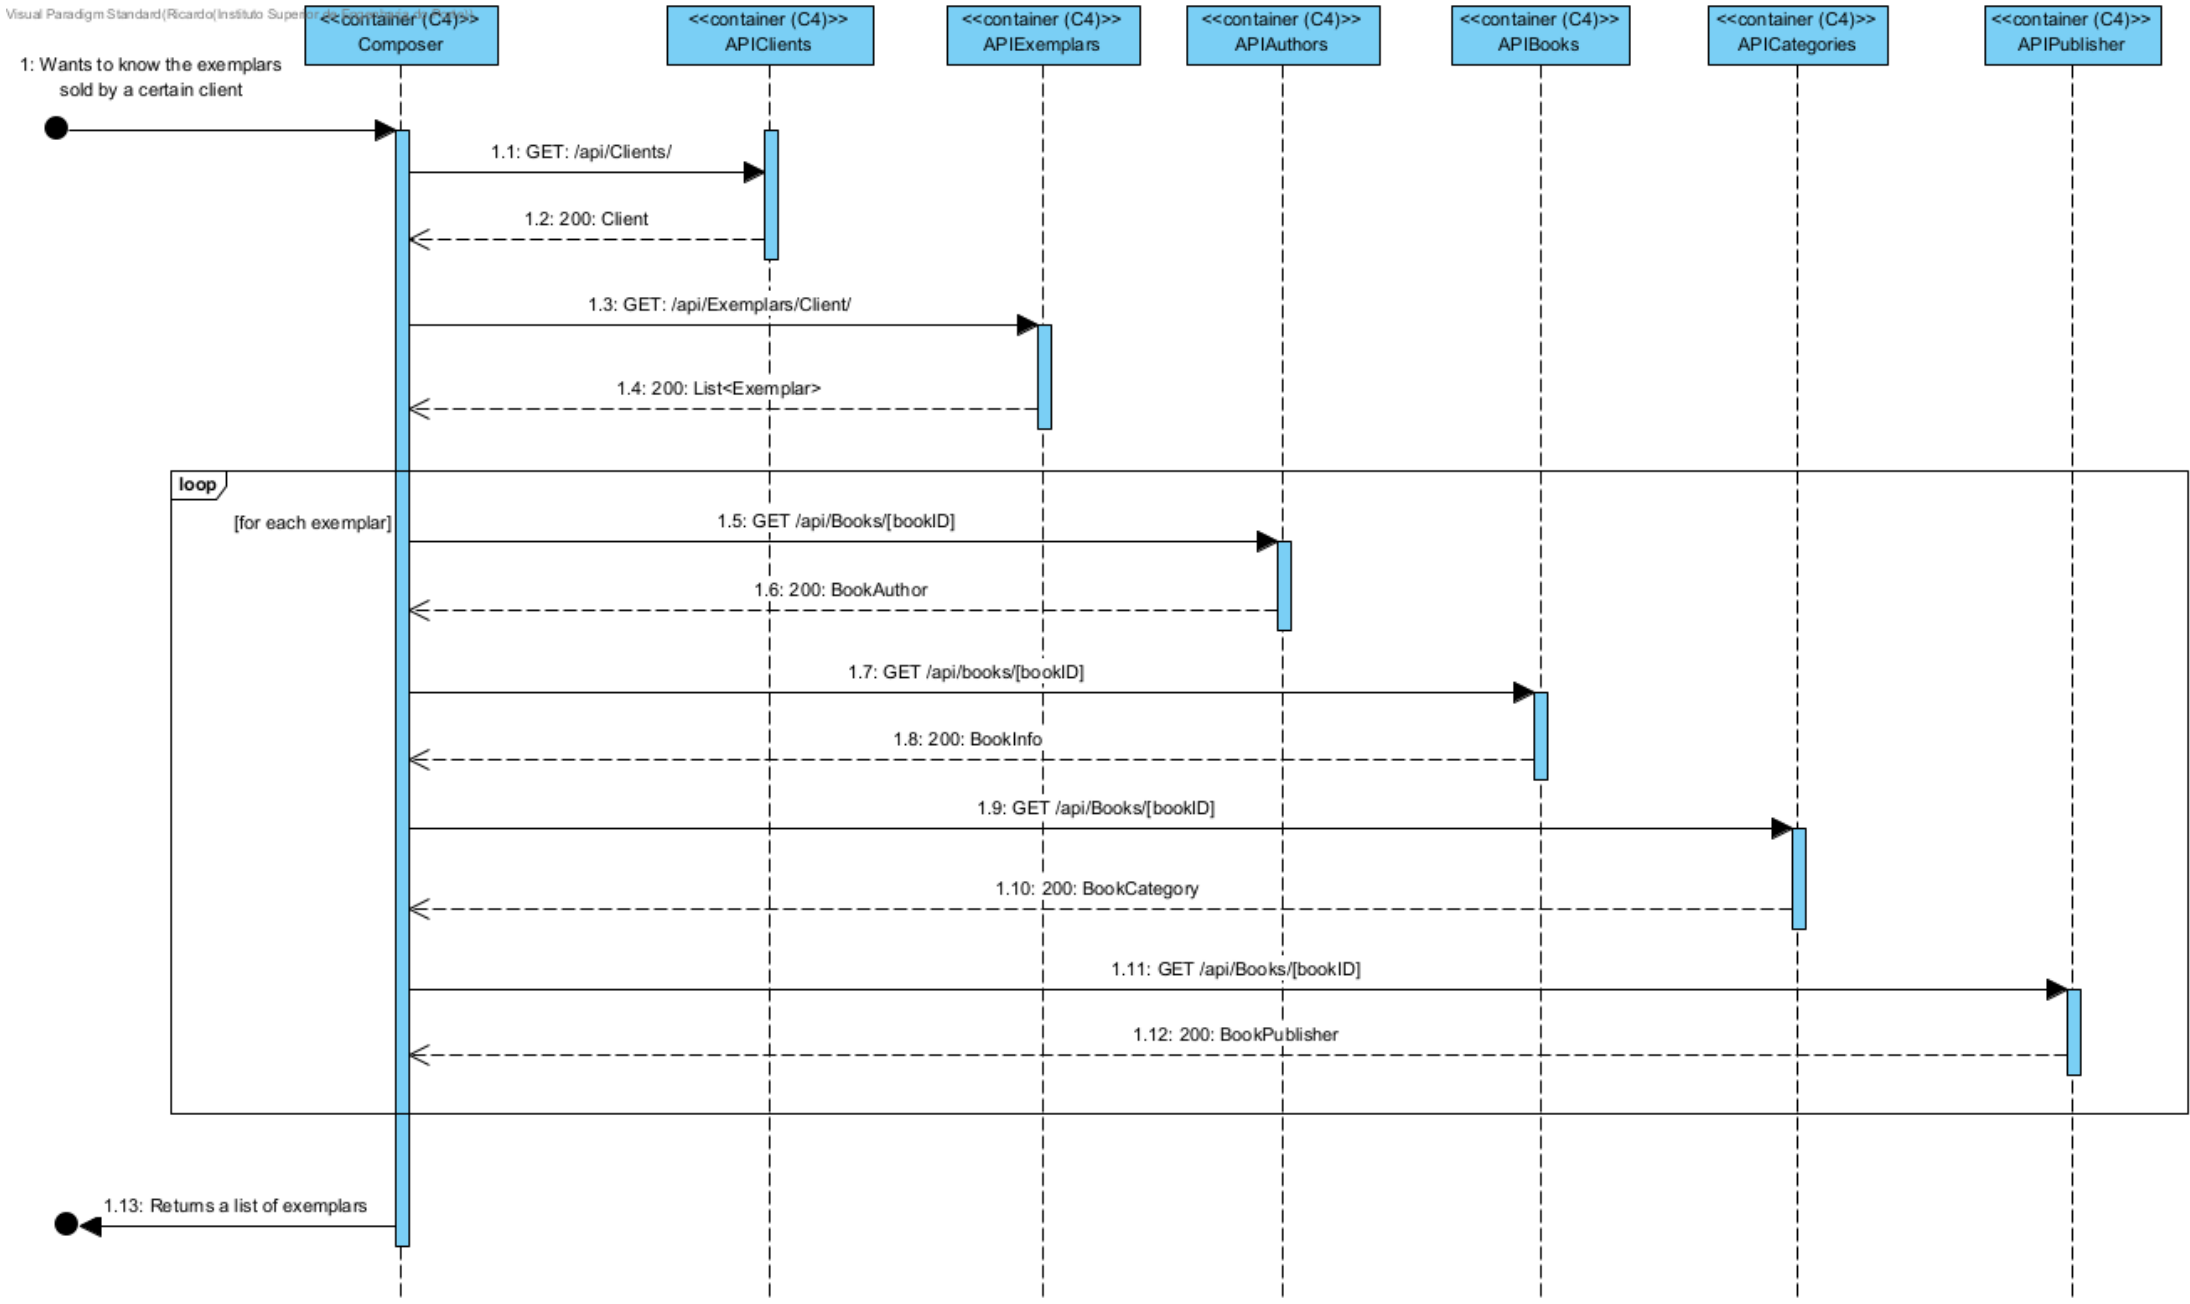 Visual Paradigm Standard(Ricardo(Instituto Superior de Engenharia do Porto))
<<container (C4)>>
Composer
<<container (C4)>>
APIClients
<<container (C4)>>
APIExemplars
<<container (C4)>>
APIAuthors
<<container (C4)>>
APIBooks
<<container (C4)>>
APICategories
<<container (C4)>>
APIPublisher
1: Wants to know the exemplars
sold by a certain client
1.1: GET: /api/Clients/
1.2: 200: Client
1.3: GET: /api/Exemplars/Client/
1.4: 200: List<Exemplar>
loop
[for each exemplar]
1.5: GET /api/Books/[bookID]
1.6: 200: BookAuthor
1.7: GET /api/books/[bookID]
1.8: 200: BookInfo
1.9: GET /api/Books/[bookID]
1.10: 200: BookCategory
1.11: GET /api/Books/[bookID]
1.12: 200: BookPublisher
1.13: Returns a list of exemplars